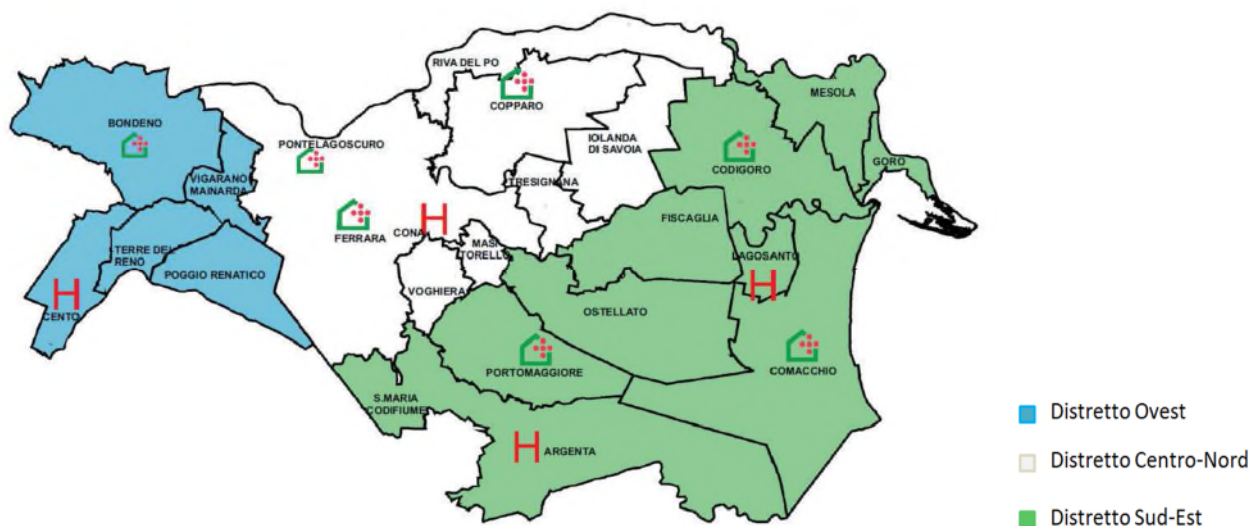 RIVA DEL PO
COPPARO
MESOLA
BONDENO
PONTELAGOSCURO
IOLANDA
DI SAVOIA
CODIGORO
GORO
VIGARANO
MAINARDA
TRESIGNANA
FISCAGLIA
FERRARA
CONA
H
MASI
TORELLO
TERRE DEL
RENO
POGGIO RENATICO
LAGOSANTO
H
VOGHIERA
H
CENTO
OSTELLATO
PORTOMAGGIORE
COMACCHIO
S.MARIA
CODIFIUME
H
ARGENTA
Distretto Ovest
Distretto Centro-Nord
Distretto Sud-Est